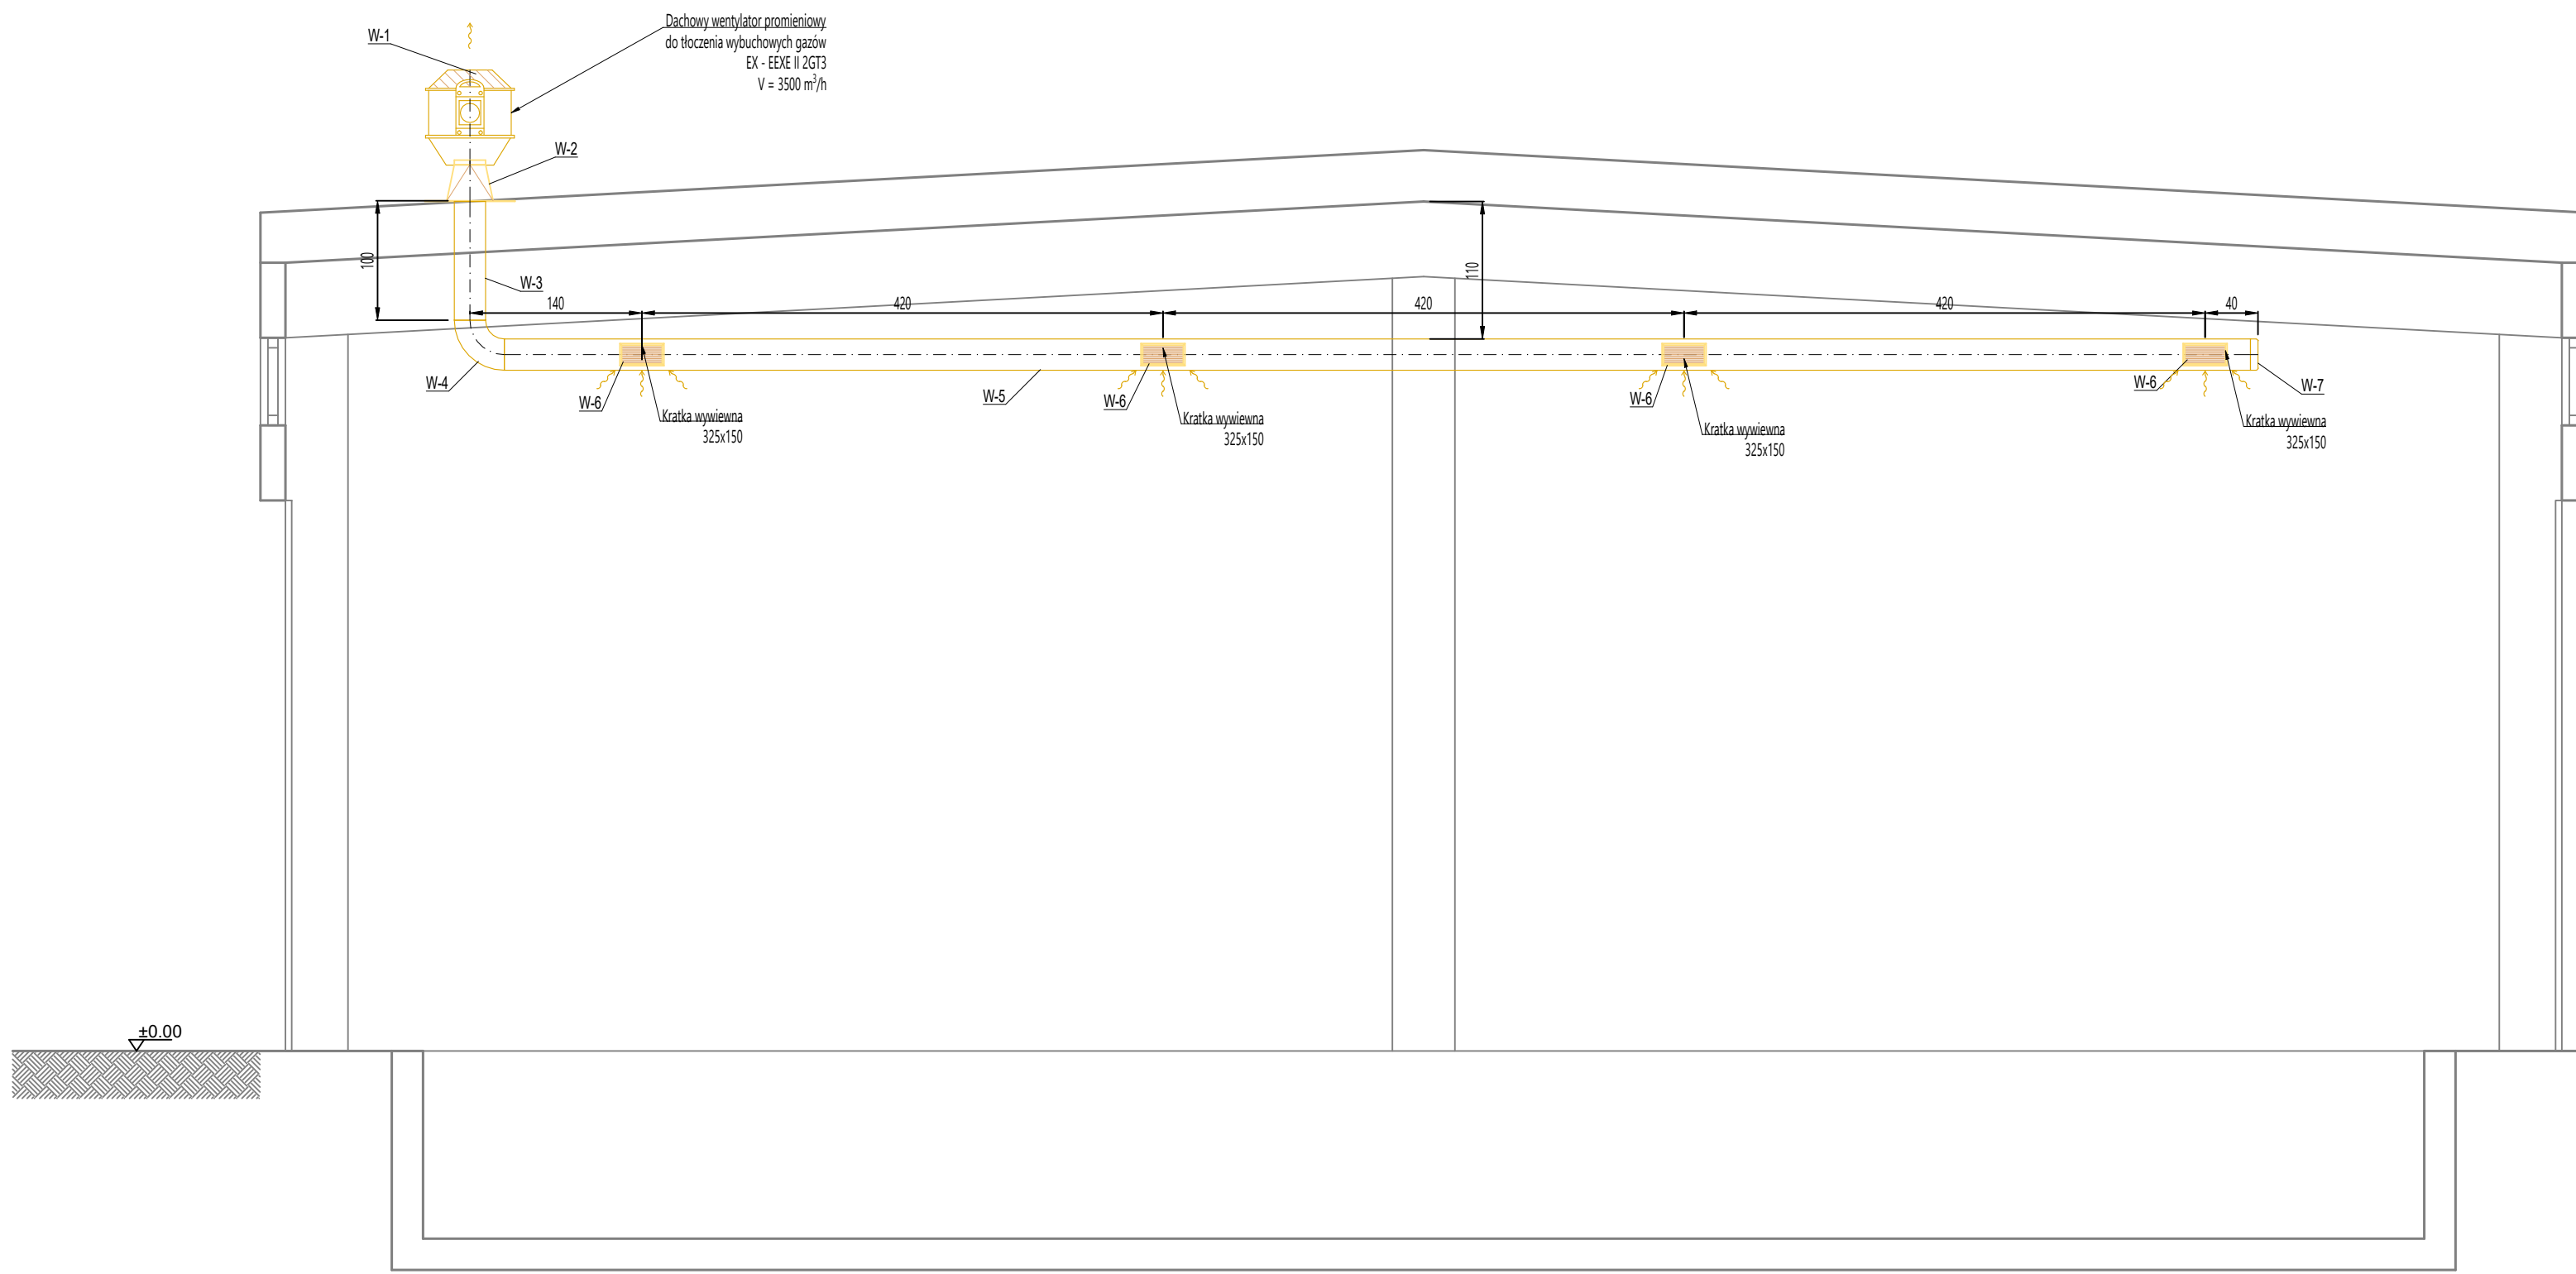 W-1
Dachowy wentylator promieniowy
do tłoczenia wybuchowych gazów
EX - EEXE II 2GT3
V = 3500 m³/h
W-2
100
W-3
110
140
420
420
420
40
W-4
W-6
Kratka wywiewna
325x150
W-5
W-6
Kratka wywiewna
325x150
W-6
Kratka wywiewna
325x150
W-6
W-7
Kratka wywiewna
325x150
±0.00